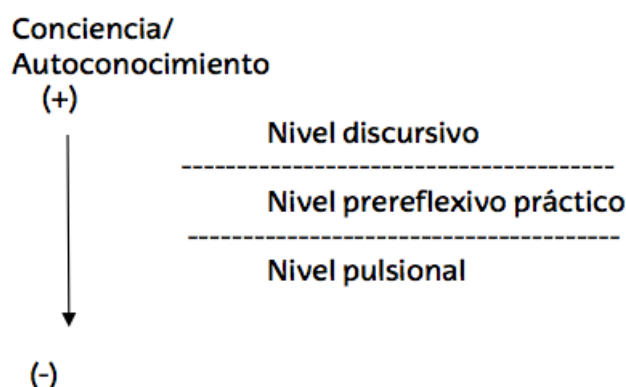 Conciencia/
Autoconocimiento
(+)
Nivel discursivo
Nivel prereflexivo práctico
Nivel pulsional
(-)